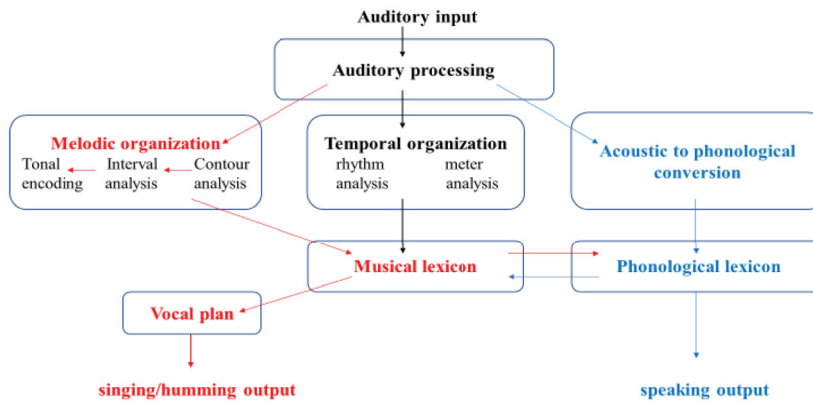 Auditory input
Auditory processing
Melodic organization
Tonal encoding
Interval analysis
Contour analysis
Temporal organization
rhythm analysis
meter analysis
Acoustic to phonological
conversion
Musical lexicon
Phonological lexicon
Vocal plan
singing/humming output
speaking output